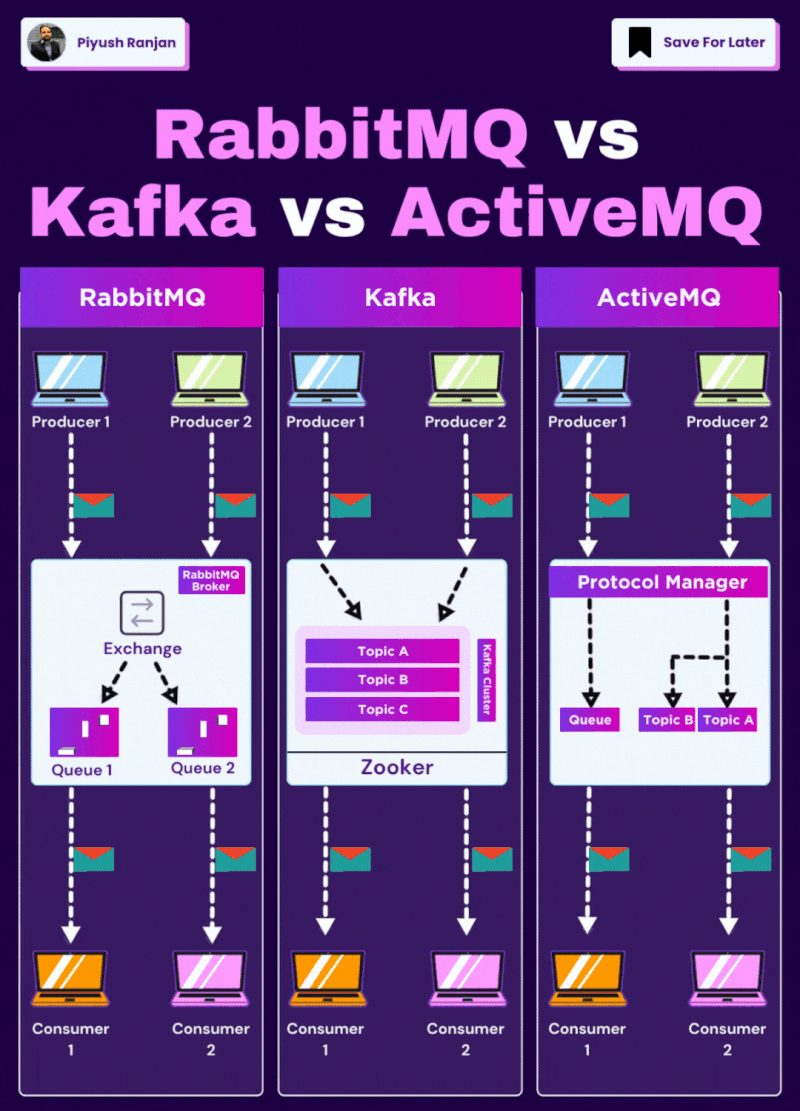 Piyush Ranjan
Save For Later
RabbitMQ vs
Kafka vs ActiveMQ
RabbitMQ
Producer 1
Producer 2
RabbitMQ
Broker
Exchange
Queue 1
Queue 2
Consumer
1
Consumer
2
Kafka
Producer 1
Producer 2
Topic A
Topic B
Topic C
Kafka Cluster
Zooker
Consumer
1
Consumer
2
ActiveMQ
Producer 1
Producer 2
Protocol Manager
Queue
Topic B
Topic A
Consumer
1
Consumer
2